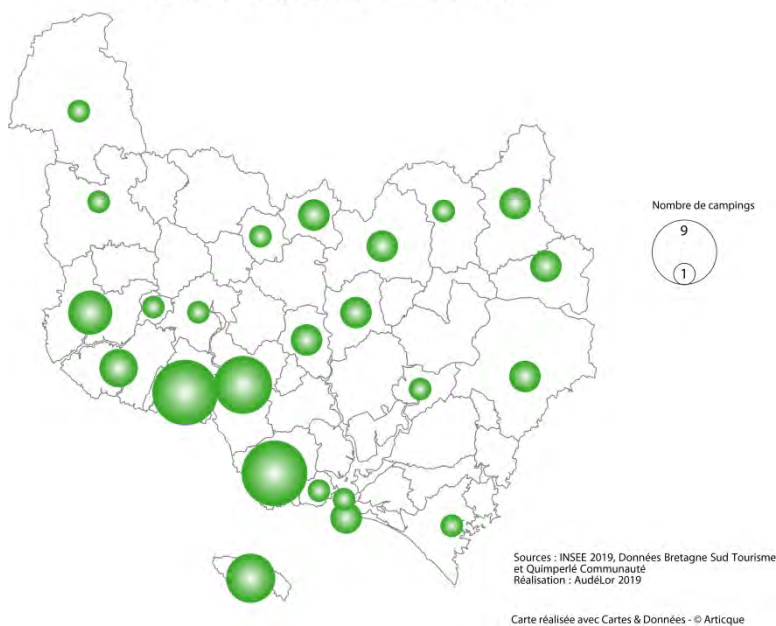 Nombre de campings
9
1
Sources : INSEE 2019, Données Bretagne Sud Tourisme
et Quimperlé Communauté
Réalisation : AudéLor 2019
Carte réalisée avec Cartes & Données - © Articque